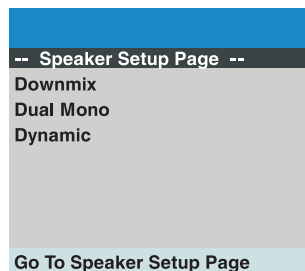 -- Speaker Setup Page --
Downmix
Dual Mono
Dynamic
Go To Speaker Setup Page